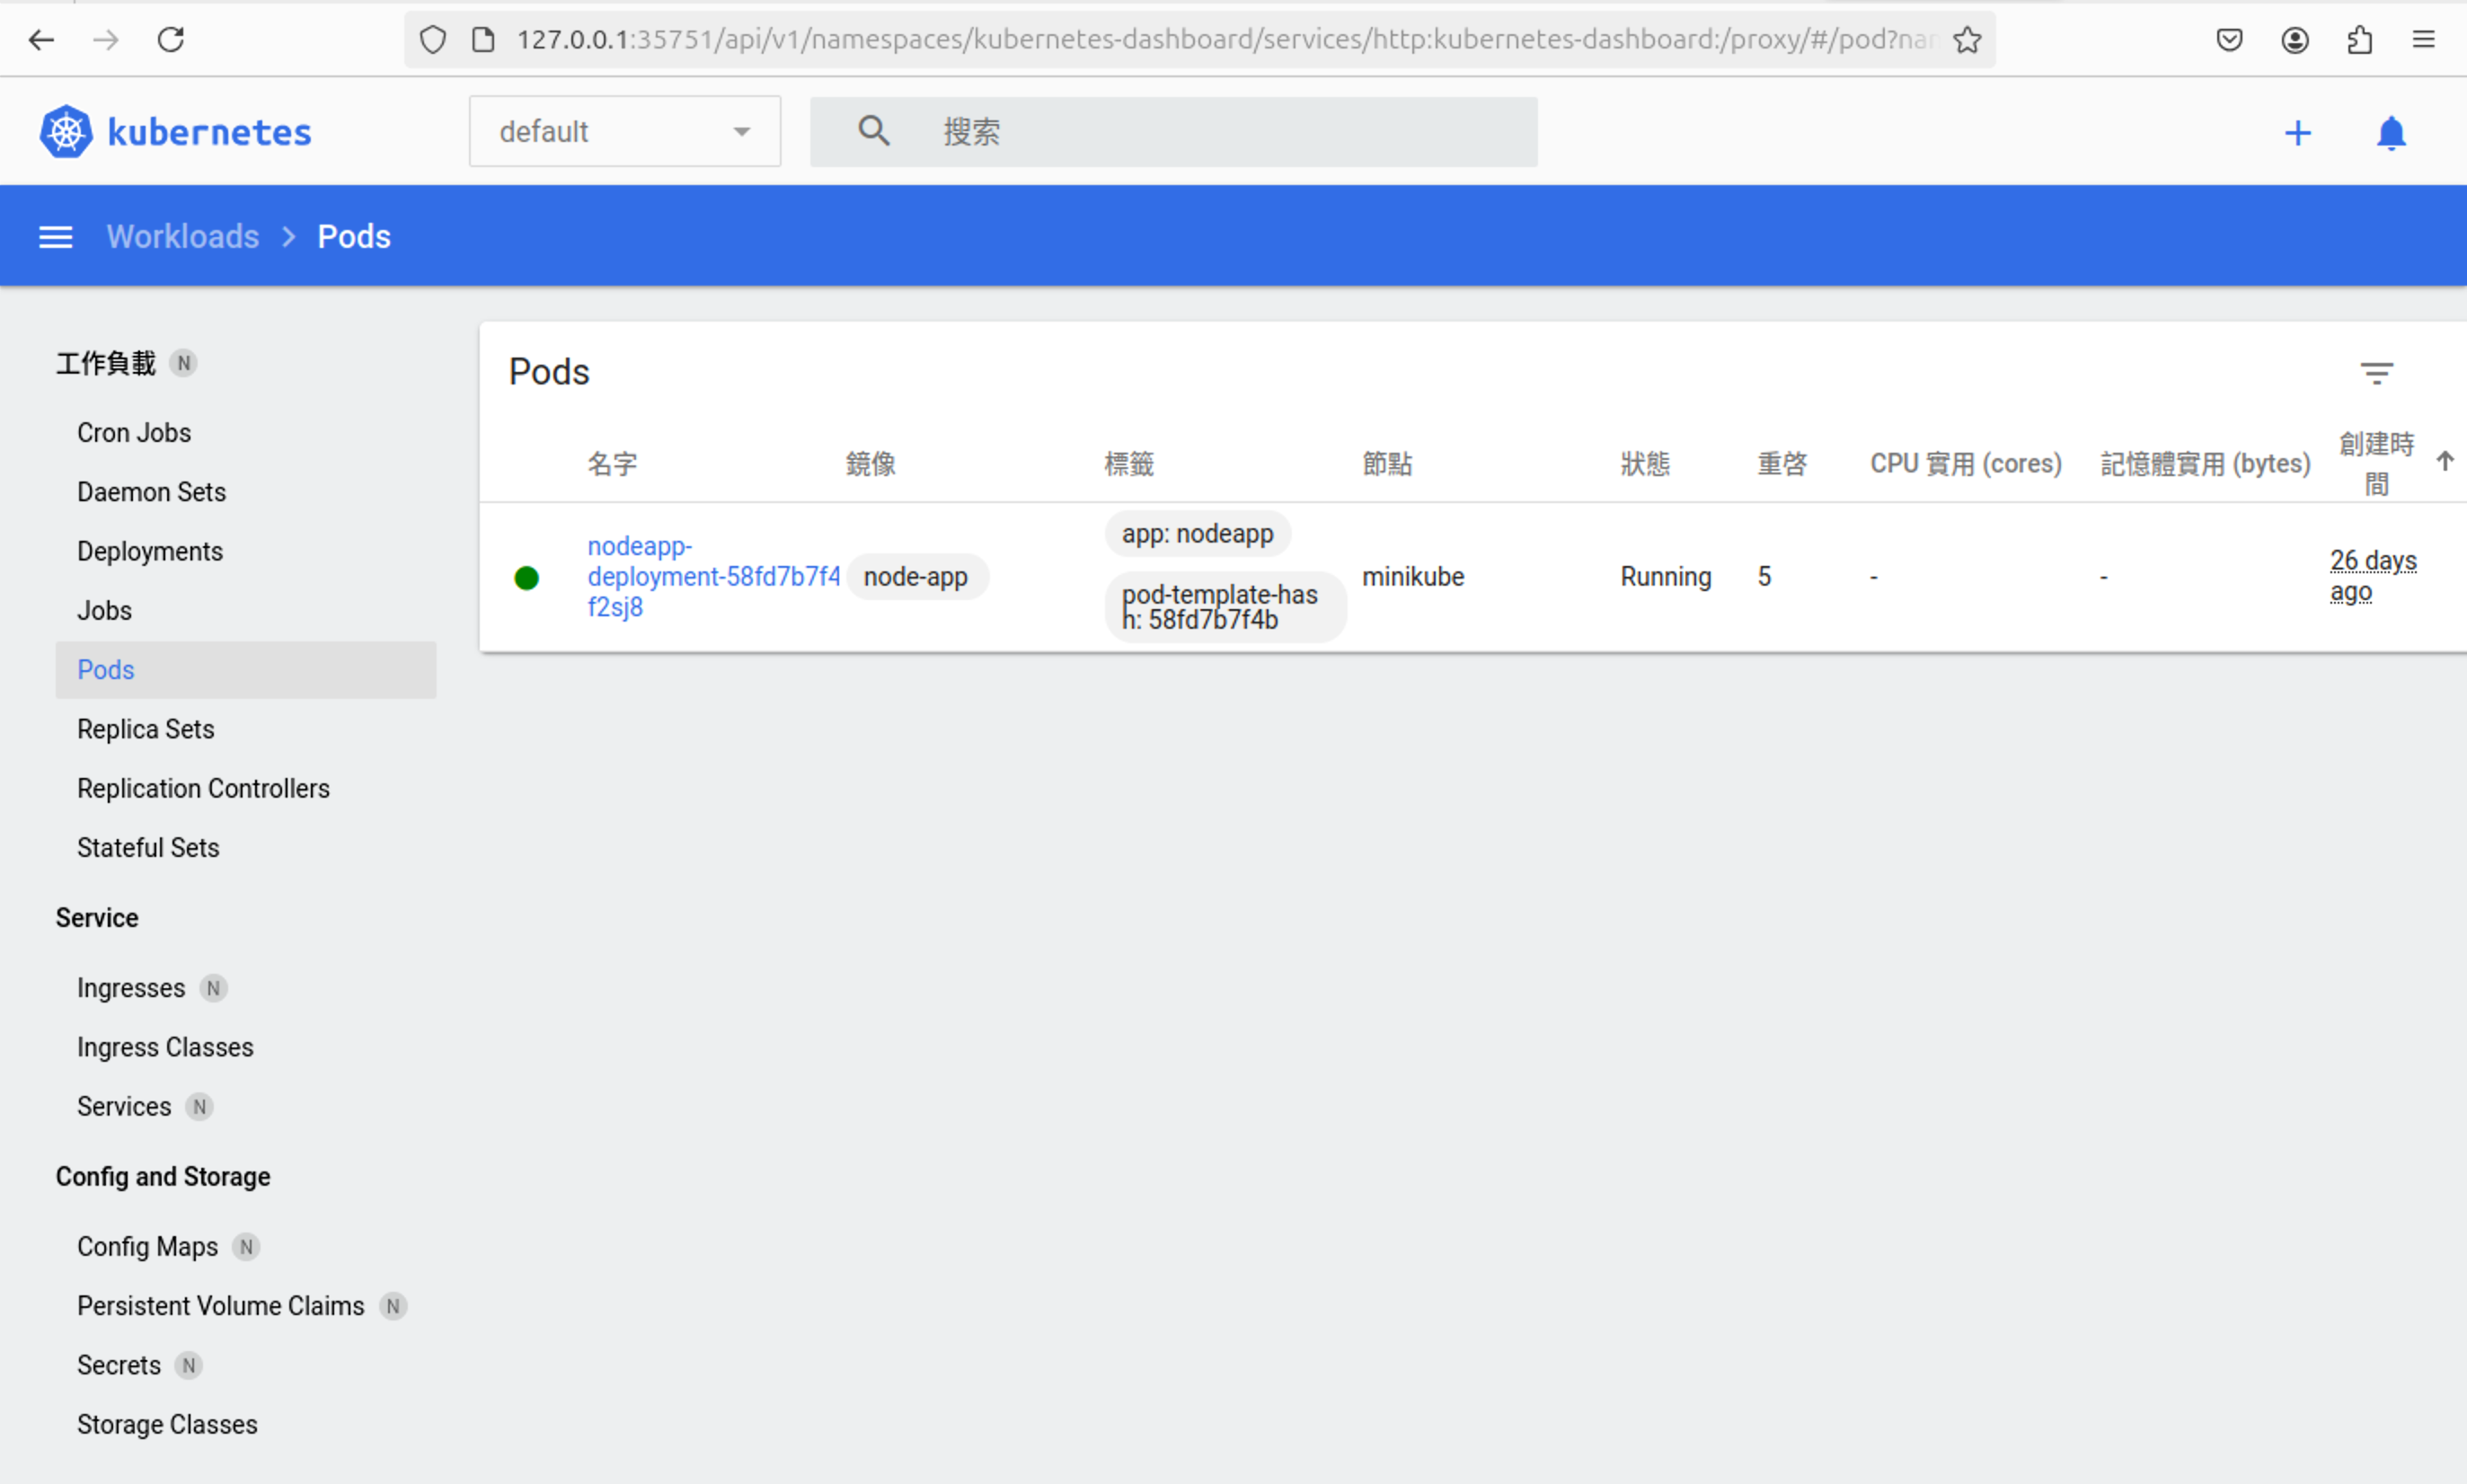 127.0.0.1:35751/api/v1/namespaces/kubernetes-dashboard/services/http:kubernetes-dashboard:/proxy/#/pod?nan
kubernetes
default
搜索
Workloads
Pods
工作負載 N
Cron Jobs
Daemon Sets
Deployments
Jobs
Pods
Replica Sets
Replication Controllers
Stateful Sets
Service
Ingresses N
Ingress Classes
Services N
Config and Storage
Config Maps N
Persistent Volume Claims N
Secrets N
Storage Classes
Pods
名字 鏡像 標籤 節點 狀態 重啓 CPU 實用 (cores) 記憶體實用 (bytes) 創建時
間
nodeapp-
deployment-58fd7b7f4
f2sj8
node-app
app: nodeapp
pod-template-has
h: 58fd7b7f4b
minikube
Running
5
-
-
26 days
ago